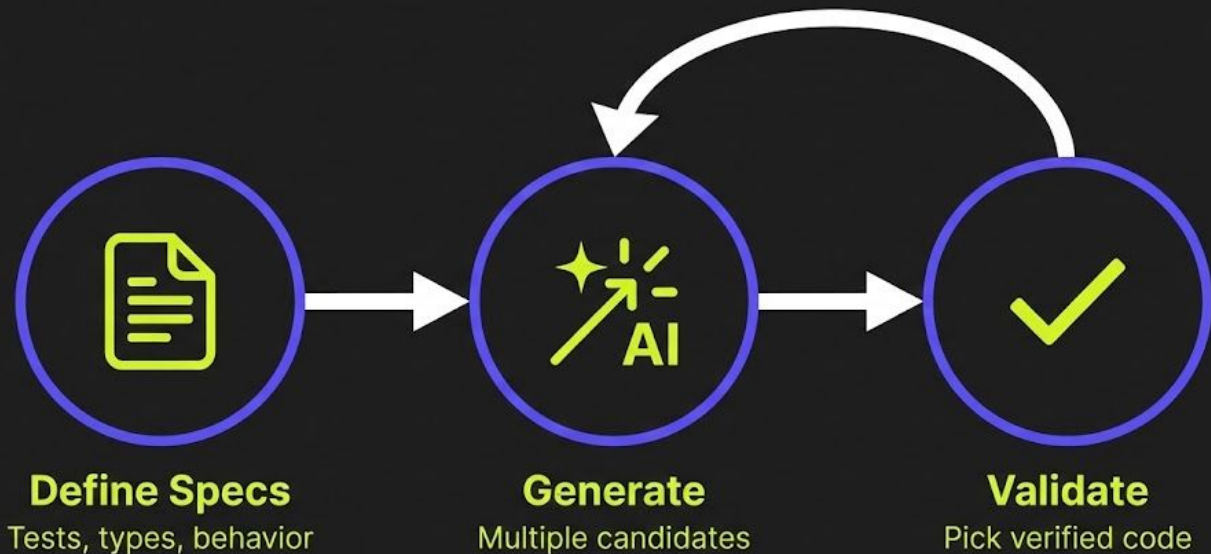 AI
Define Specs
Tests, types, behavior
Generate
Multiple candidates
Validate
Pick verified code